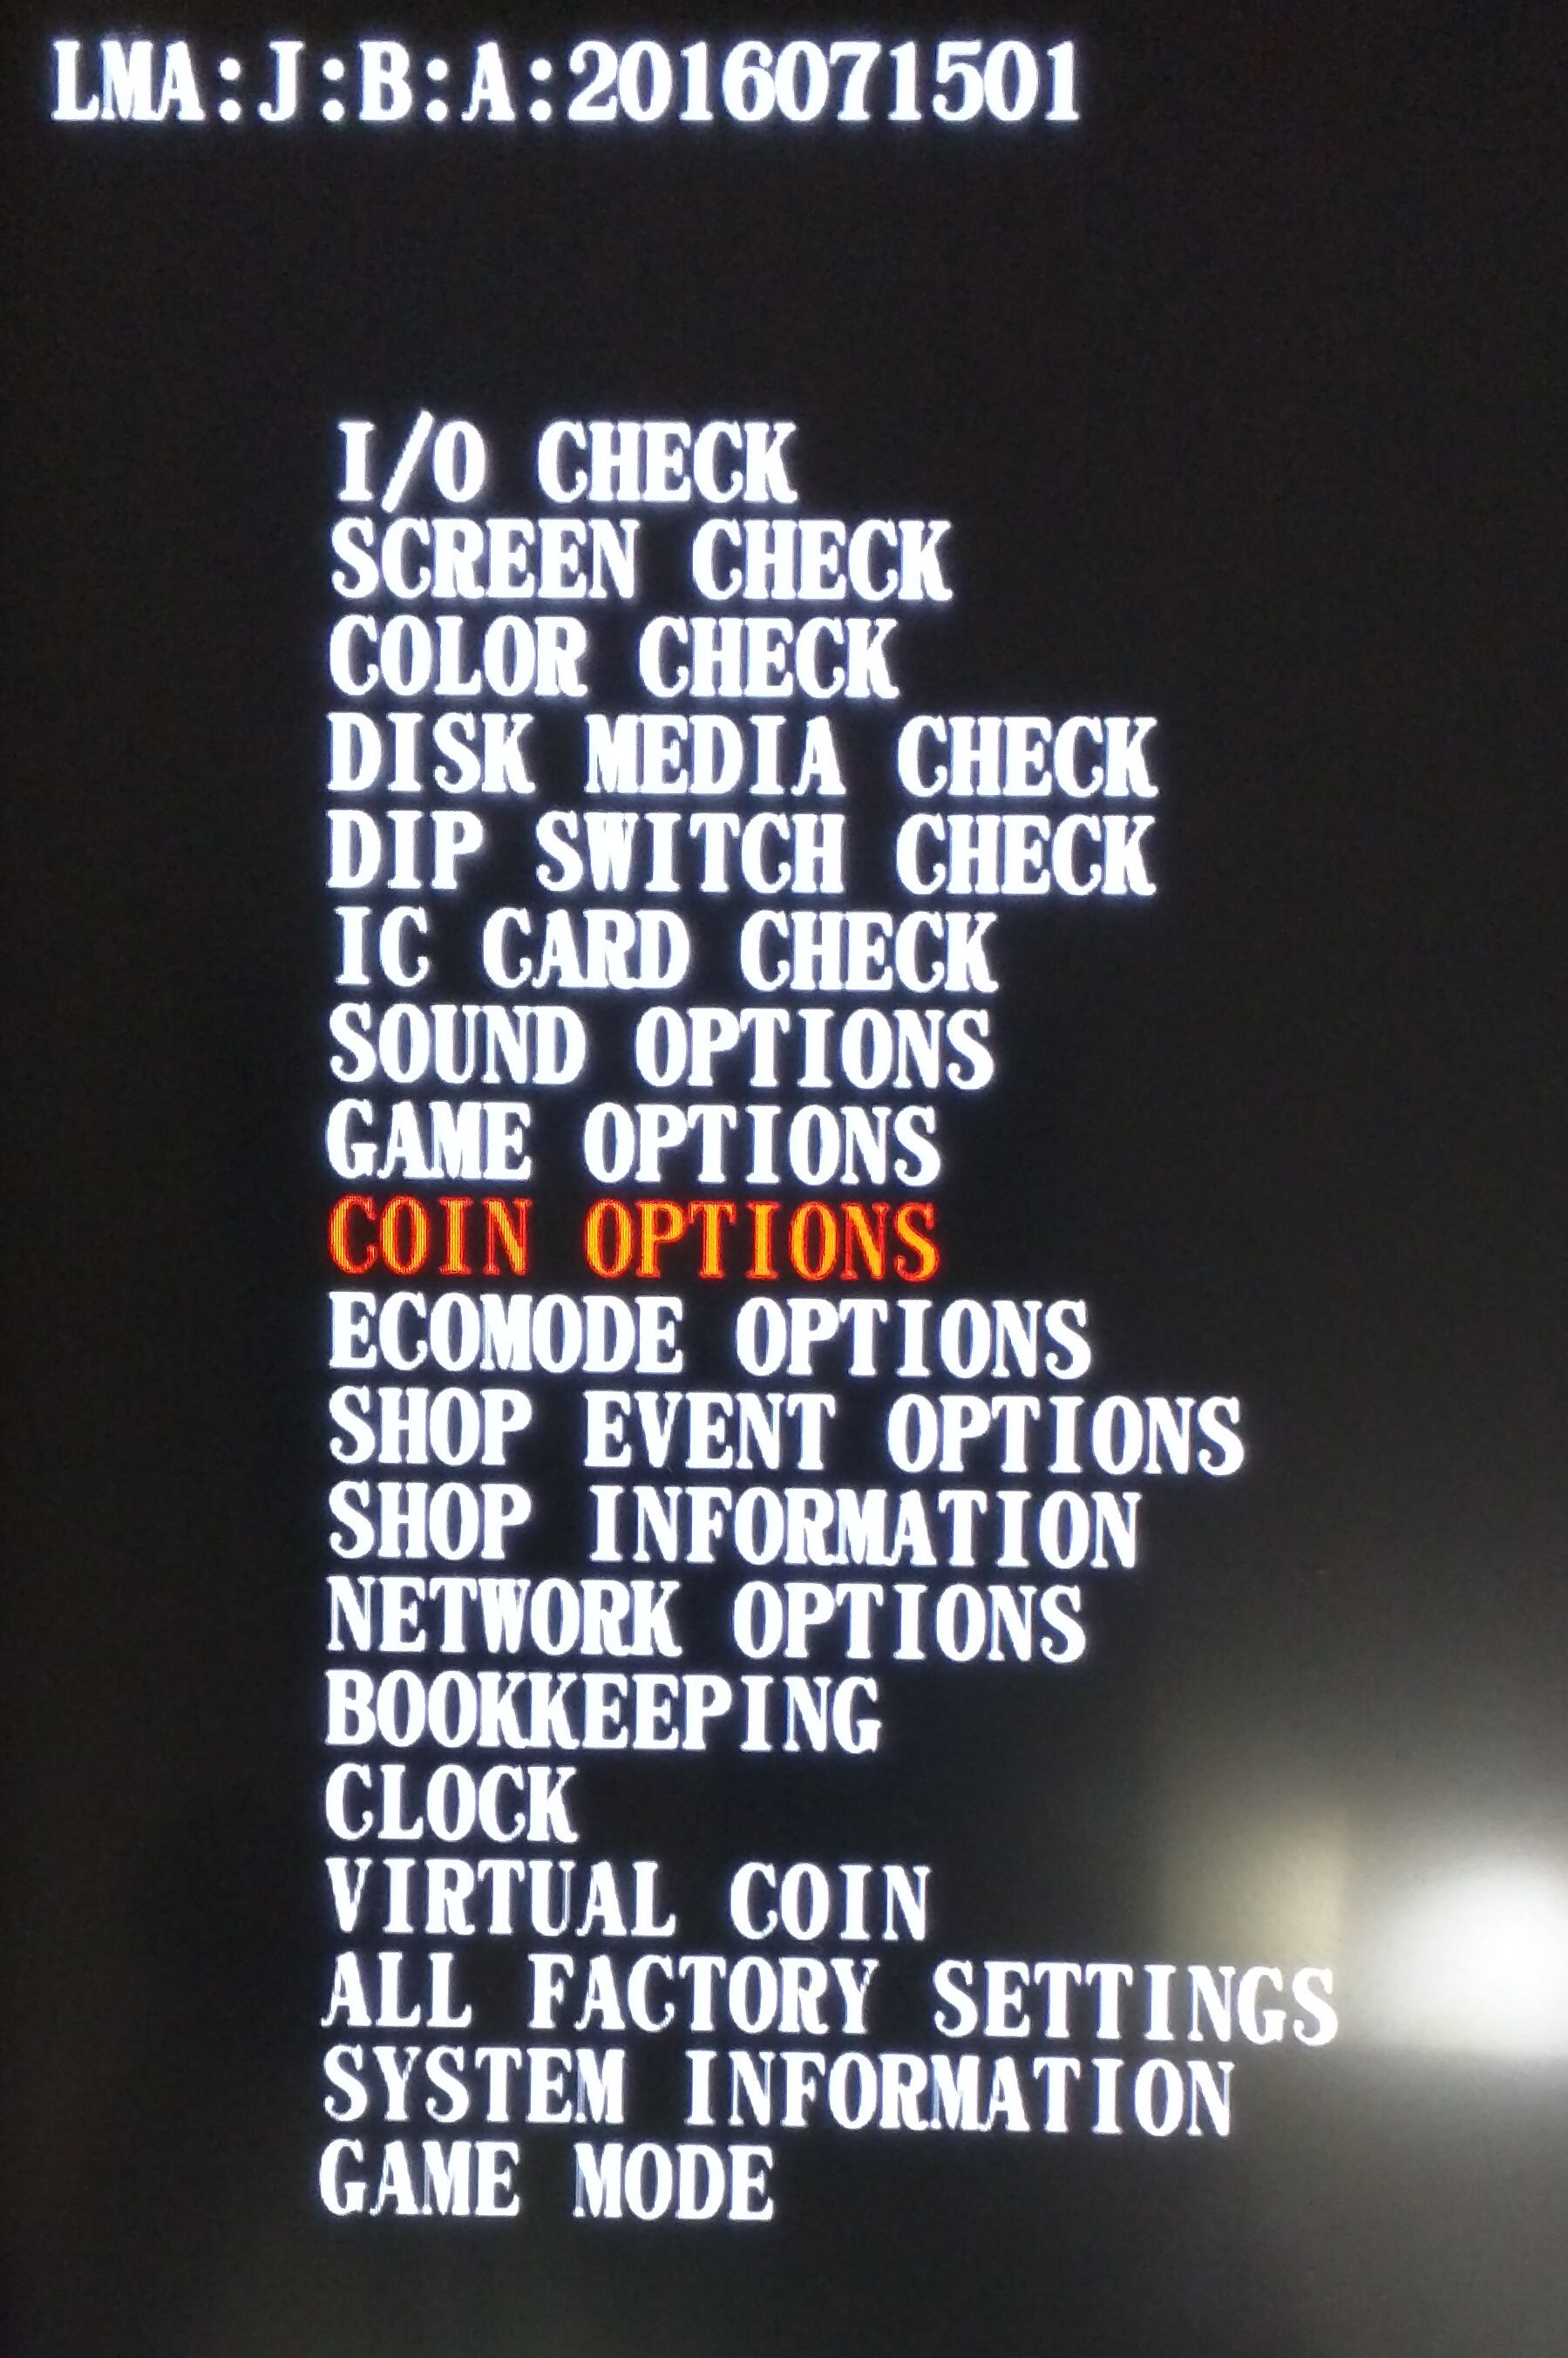 LMA:J:B:A:2016071501
I/O CHECK
SCREEN CHECK
COLOR CHECK
DISK MEDIA CHECK
DIP SWITCH CHECK
IC CARD CHECK
SOUND OPTIONS
GAME OPTIONS
COIN OPTIONS
ECOMODE OPTIONS
SHOP EVENT OPTIONS
SHOP INFORMATION
NETWORK OPTIONS
BOOKKEEPING
CLOCK
VIRTUAL COIN
ALL FACTORY SETTINGS
SYSTEM INFORMATION
GAME MODE